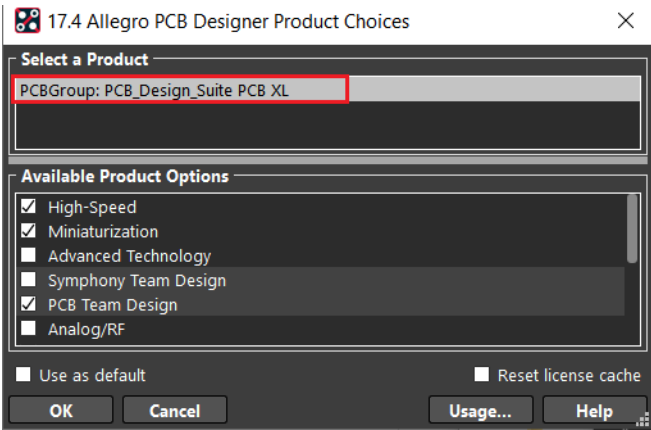 17.4 Allegro PCB Designer Product Choices
Select a Product
PCBGroup: PCB_Design_Suite PCB XL
Available Product Options
High-Speed
Miniaturization
Advanced Technology
Symphony Team Design
PCB Team Design
Analog/RF
Use as default Reset license cache
OK Cancel Usage... Help